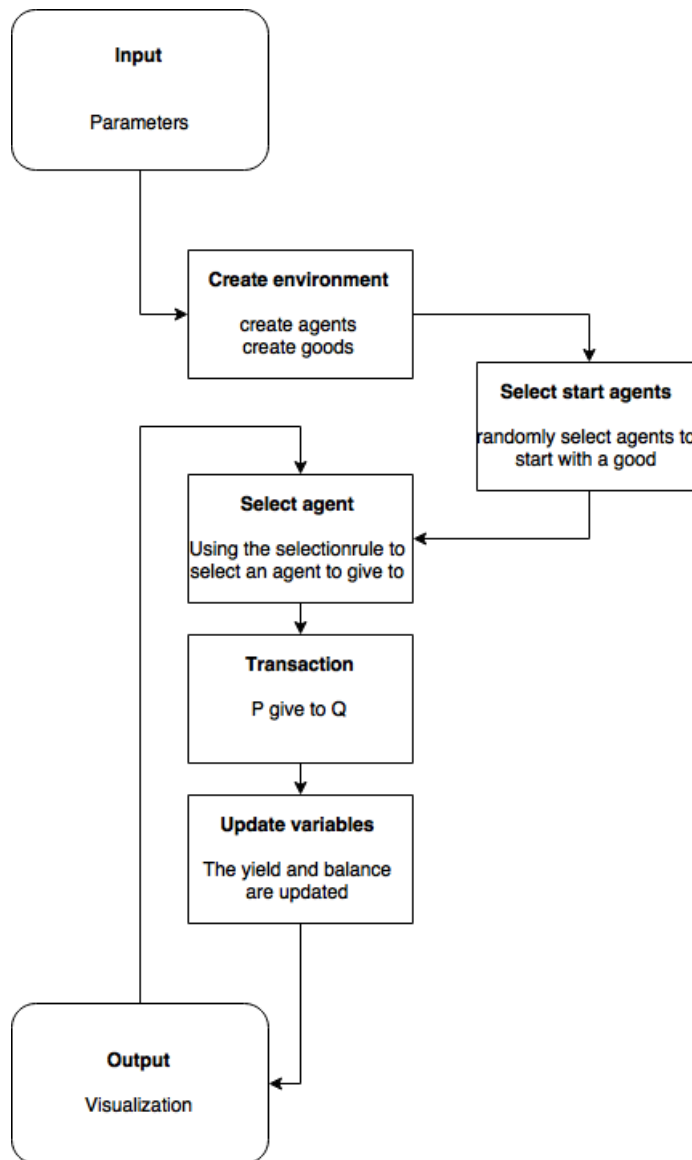 Input
Parameters
Create environment
create agents
create goods
Select start agents
randomly select agents to
start with a good
Select agent
Using the selectionrule to
select an agent to give to
Transaction
P give to Q
Update variables
The yield and balance
are updated
Output
Visualization